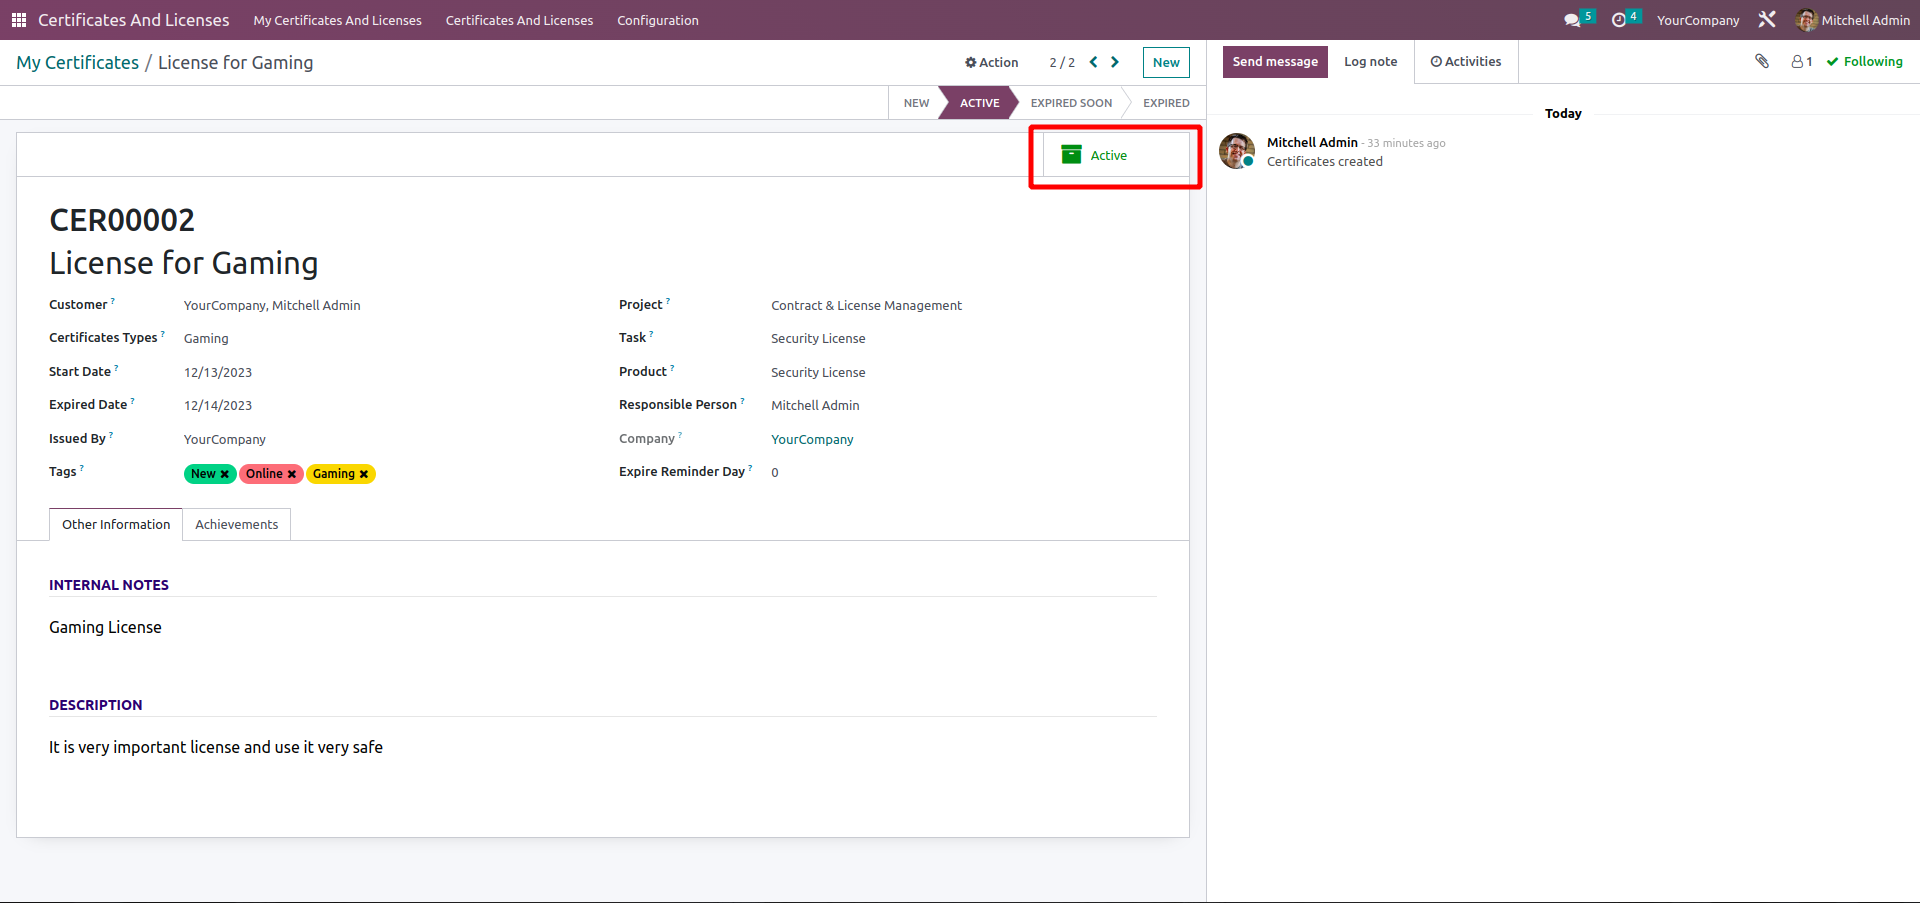 Certificates And Licenses My Certificates And Licenses Certificates And Licenses Configuration 5 4 YourCompany Mitchell Admin
My Certificates / License for Gaming Action 2 / 2 New
Send message Log note Activities 1 Following
NEW ACTIVE EXPIRED SOON EXPIRED
Active
Today
Mitchell Admin - 33 minutes ago
Certificates created
CER00002
License for Gaming
Customer ? YourCompany, Mitchell Admin Project ? Contract & License Management
Certificates Types ? Gaming Task ? Security License
Start Date ? 12/13/2023 Product ? Security License
Expired Date ? 12/14/2023 Responsible Person ? Mitchell Admin
Issued By ? YourCompany Company ? YourCompany
Tags ? New ✖ Online ✖ Gaming ✖ Expire Reminder Day ? 0
Other Information Achievements
INTERNAL NOTES
Gaming License
DESCRIPTION
It is very important license and use it very safe